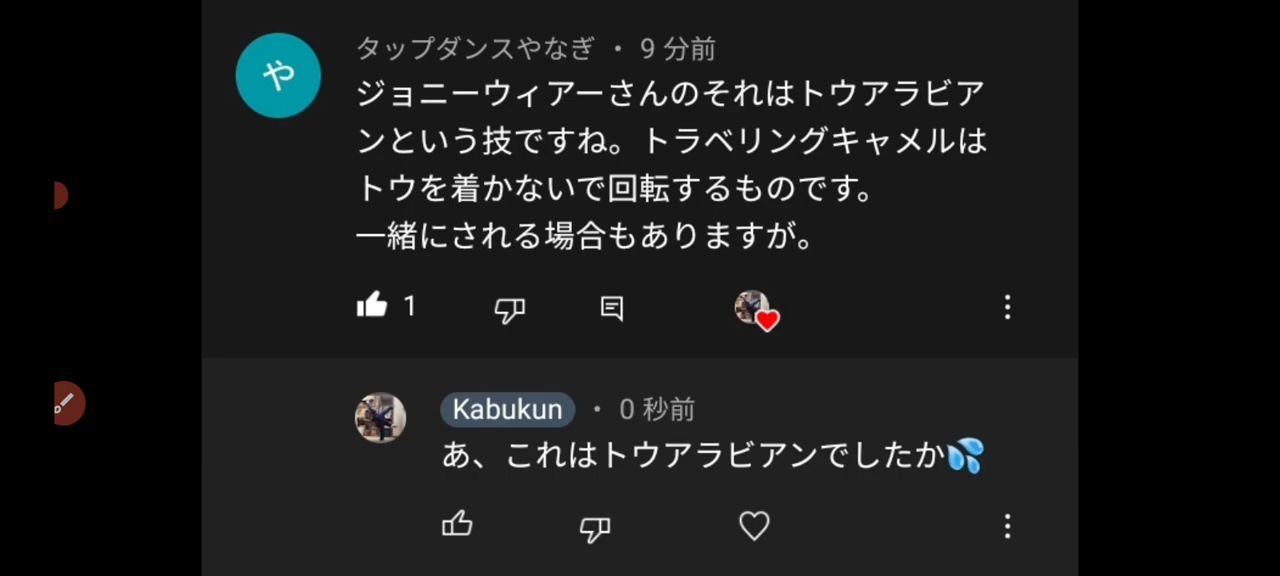 や
タップダンスやなぎ ・ 9 分前
ジョニーウィアーさんのそれはトウアラビア
ンという技ですね。トラベリングキャメルは
トウを着かないで回転するものです。
一緒にされる場合もありますが。
1
Kabukun ・ 0 秒前
あ、これはトウアラビアンでしたか💦